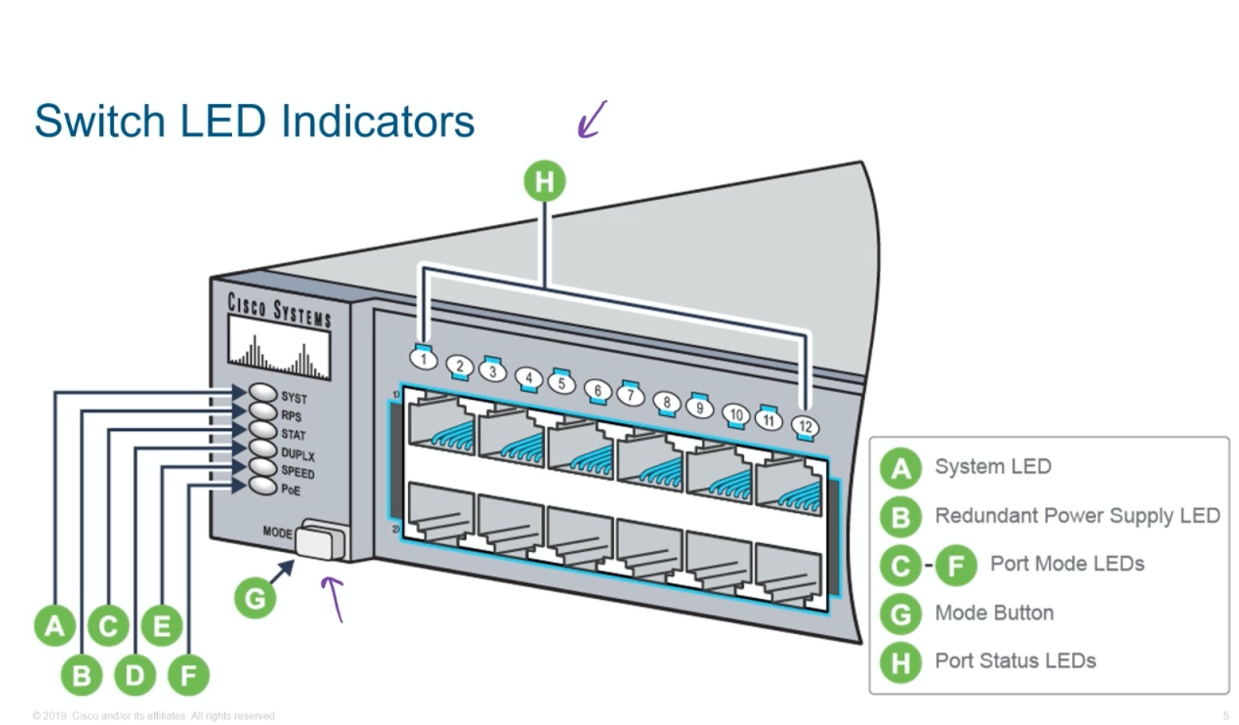 Switch LED Indicators
H
CISCO SYSTEMS
1 2 3 4 5 6 7 8 9 10 11 12
SYST
RPS
STAT
DUPLX
SPEED
PoE
MODE
G
A C E
B D F
A System LED
B Redundant Power Supply LED
C - F Port Mode LEDs
G Mode Button
H Port Status LEDs
© 2019 Cisco and/or its affiliates. All rights reserved.
5